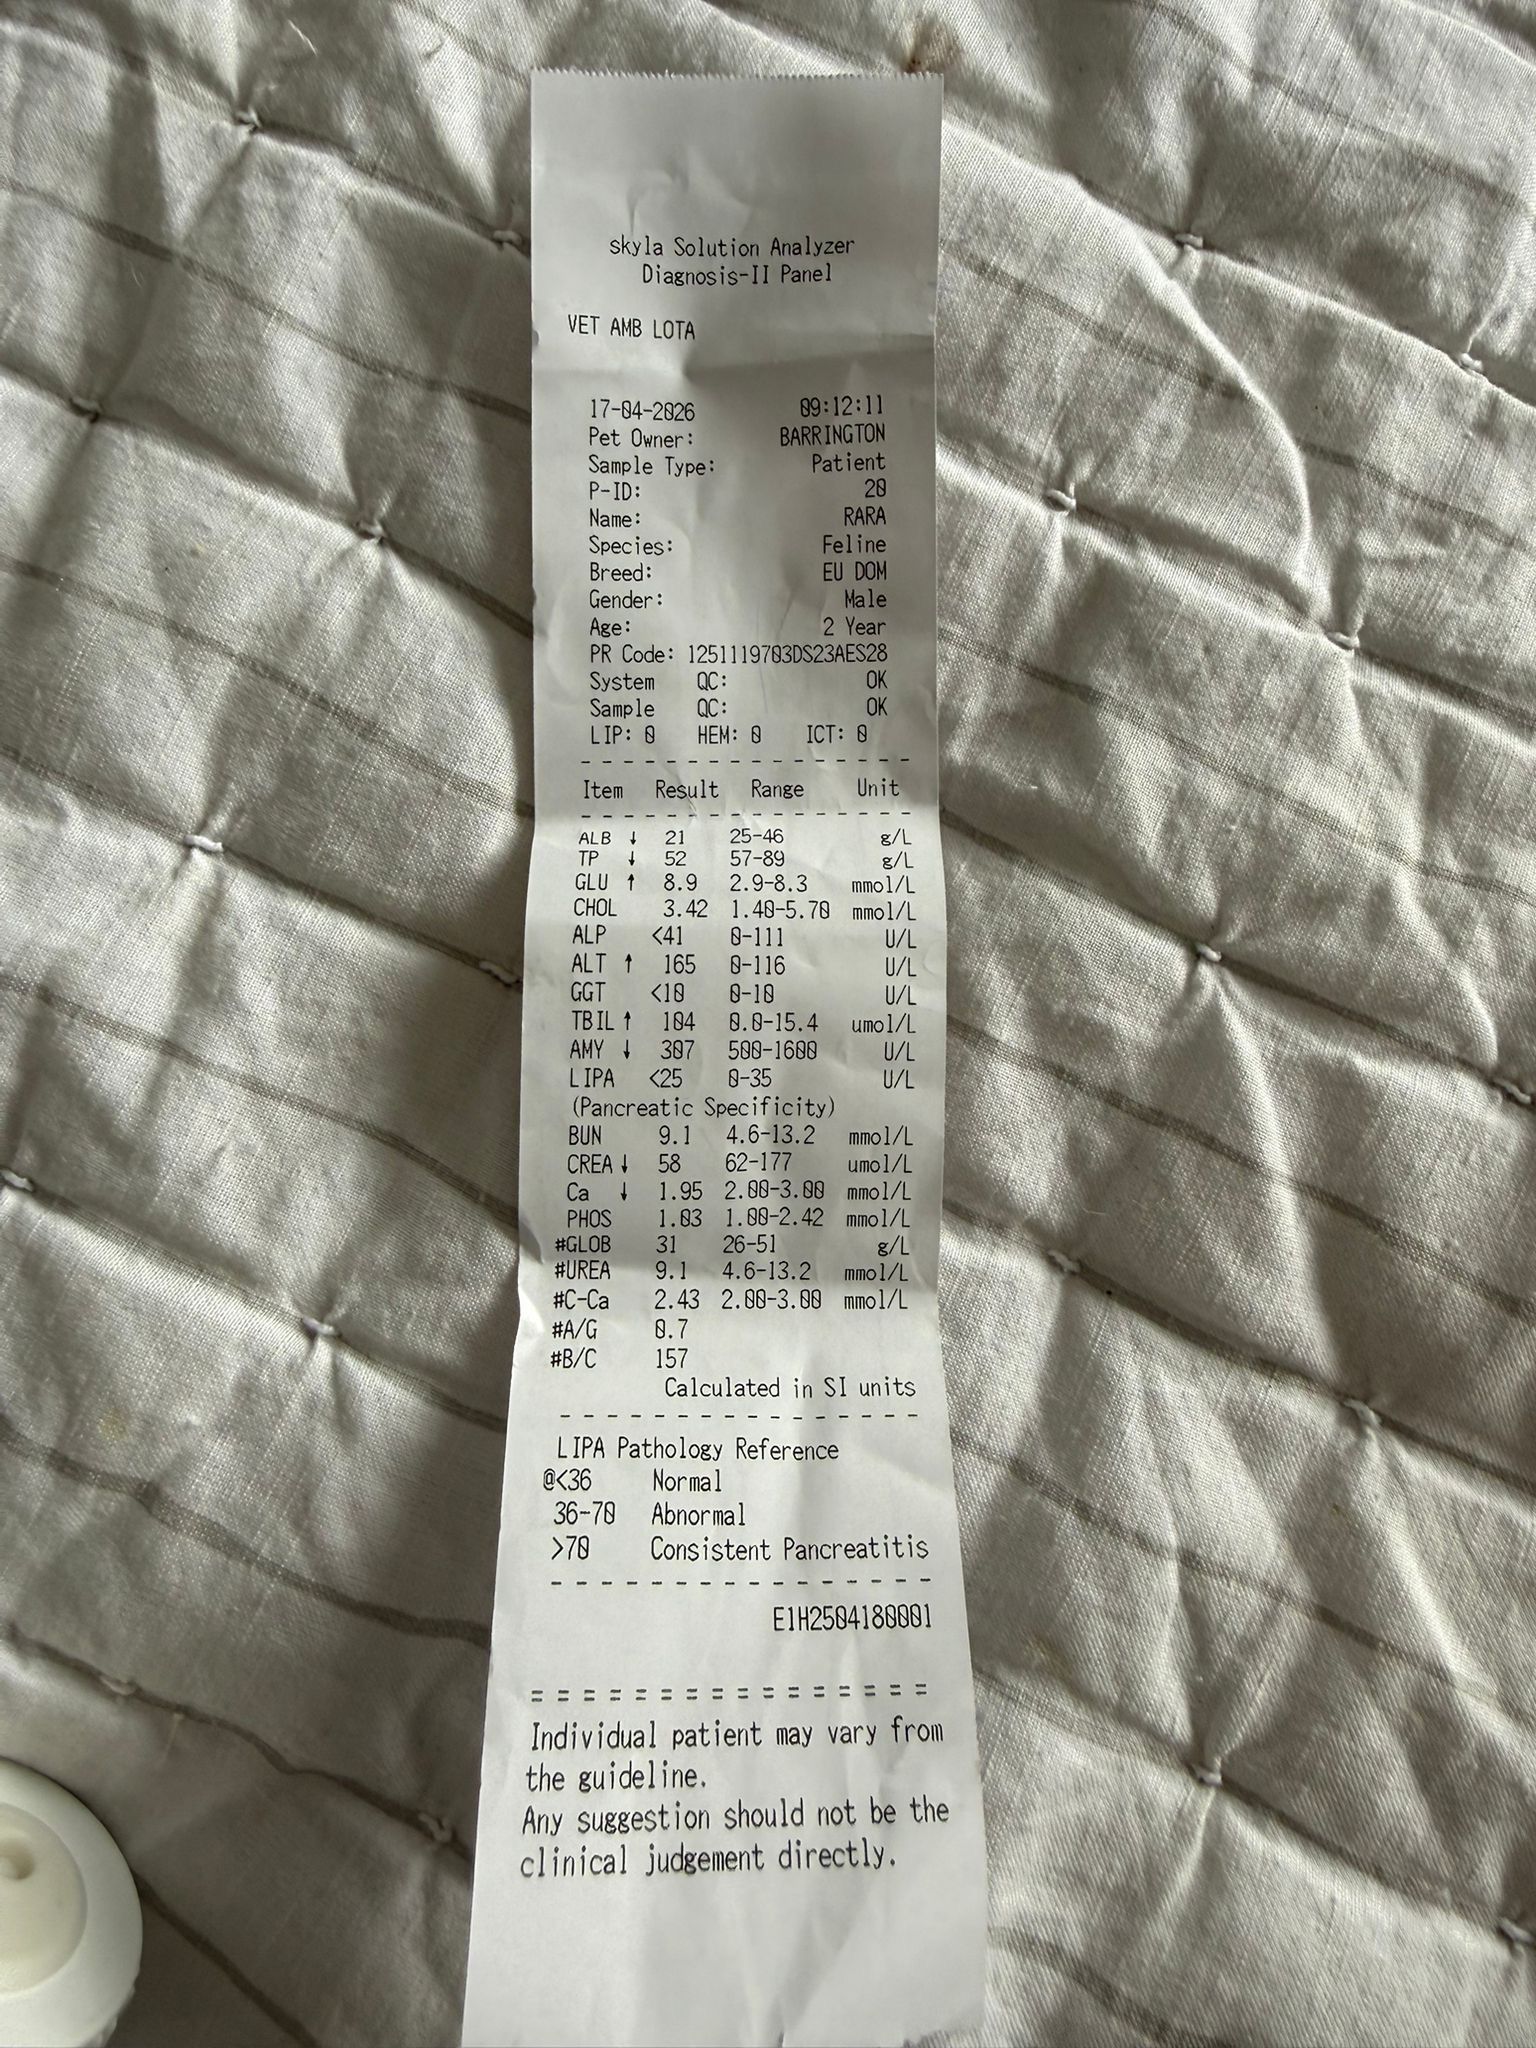 skyla Solution Analyzer
Diagnosis-II Panel
VET AMB LOTA
17-04-2026 09:12:11
Pet Owner: BARRINGTON
Sample Type: Patient
P-ID: 20
Name: RARA
Species: Feline
Breed: EU DOM
Gender: Male
Age: 2 Year
PR Code: 1251119703DS23AES28
System QC: OK
Sample QC: OK
LIP: 0 HEM: 0 ICT: 0
- - - - - - - - - - - - - - - -
Item Result Range Unit
- - - - - - - - - - - - - - - -
ALB ↓ 21 25-46 g/L
TP ↓ 52 57-89 g/L
GLU ↑ 8.9 2.9-8.3 mmol/L
CHOL 3.42 1.40-5.70 mmol/L
ALP <41 0-111 U/L
ALT ↑ 165 0-116 U/L
GGT <10 0-10 U/L
TBIL ↑ 104 0.0-15.4 umol/L
AMY ↓ 307 500-1600 U/L
LIPA <25 0-35 U/L
(Pancreatic Specificity)
BUN 9.1 4.6-13.2 mmol/L
CREA ↓ 58 62-177 umol/L
Ca ↓ 1.95 2.00-3.00 mmol/L
PHOS 1.03 1.00-2.42 mmol/L
#GLOB 31 26-51 g/L
#UREA 9.1 4.6-13.2 mmol/L
#C-Ca 2.43 2.00-3.00 mmol/L
#A/G 0.7
#B/C 157
Calculated in SI units
- - - - - - - - - - - - - - - -
LIPA Pathology Reference
@<36 Normal
36-70 Abnormal
>70 Consistent Pancreatitis
- - - - - - - - - - - - - - - -
E1H2504180001
= = = = = = = = = = = = = = = =
Individual patient may vary from
the guideline.
Any suggestion should not be the
clinical judgement directly.